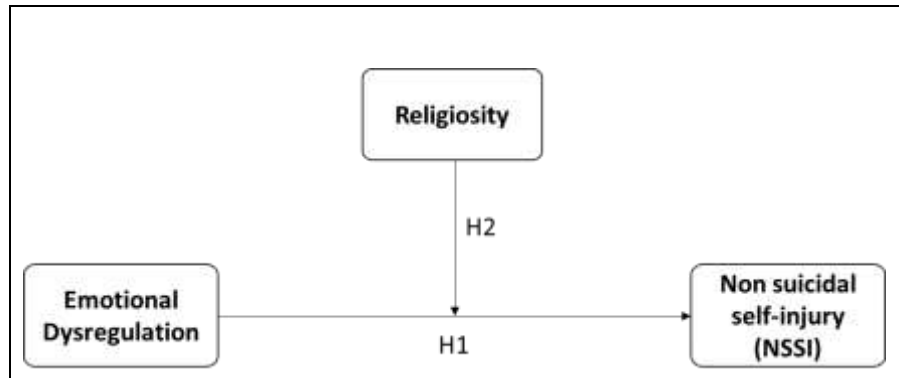 Religiosity
H2
Emotional
Dysregulation
H1
Non suicidal
self-injury
(NSSI)